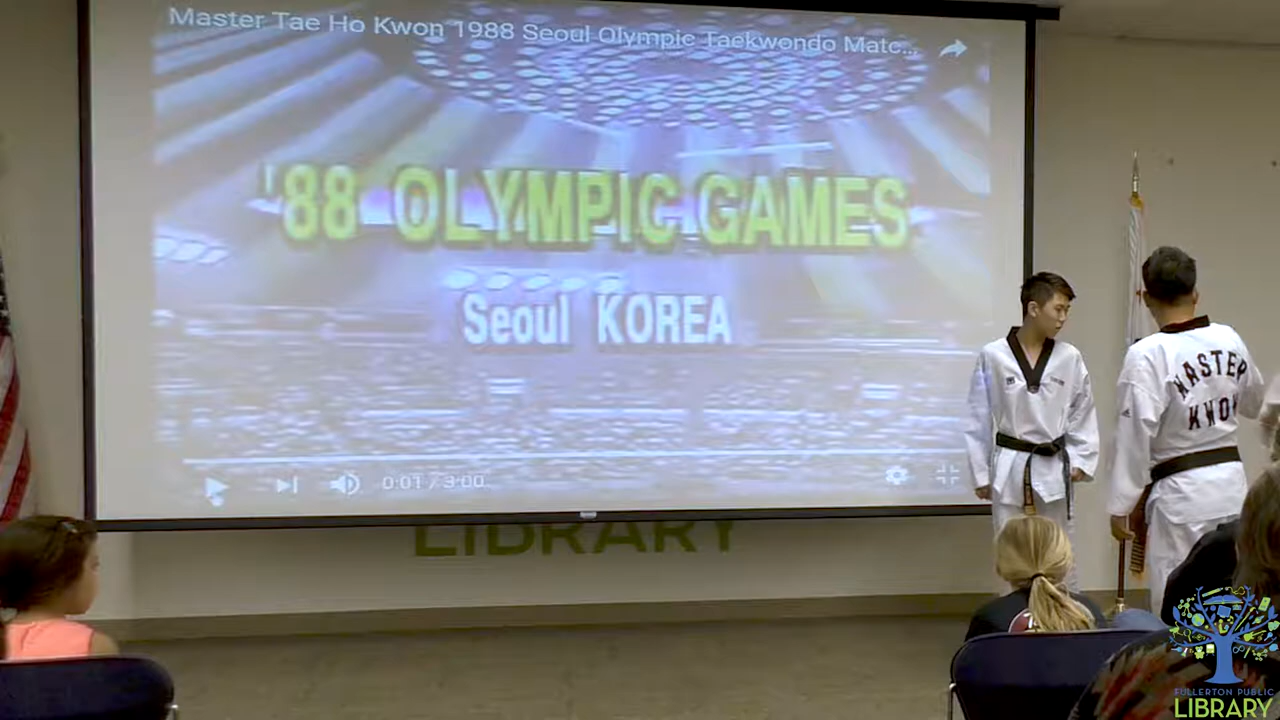 Master Tae Ho Kwon 1988 Seoul Olympic Taekwondo Matc...
'88 OLYMPIC GAMES
Seoul KOREA
0:01 / 3:00
LIBRARY
MASTER
KWON
FULLERTON PUBLIC
LIBRARY